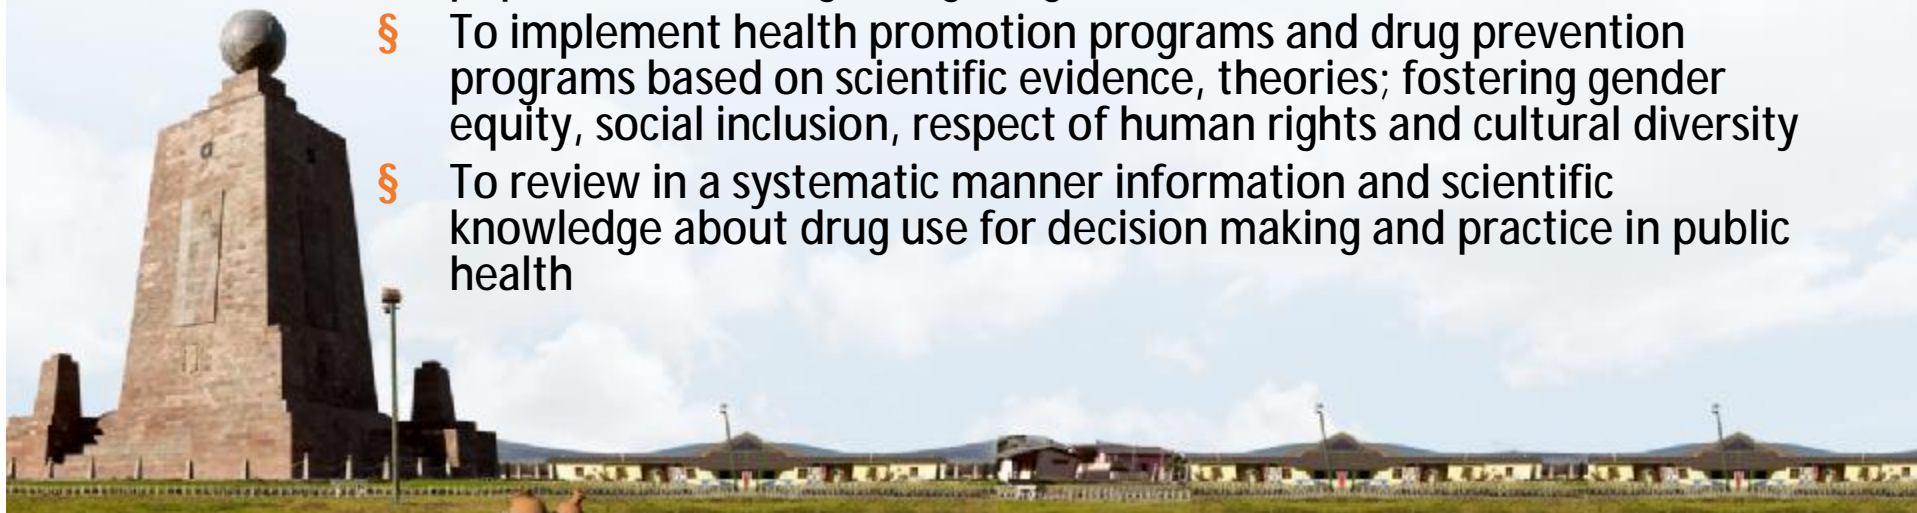 § To implement health promotion programs and drug prevention
programs based on scientific evidence, theories; fostering gender
equity, social inclusion, respect of human rights and cultural diversity
§ To review in a systematic manner information and scientific
knowledge about drug use for decision making and practice in public
health